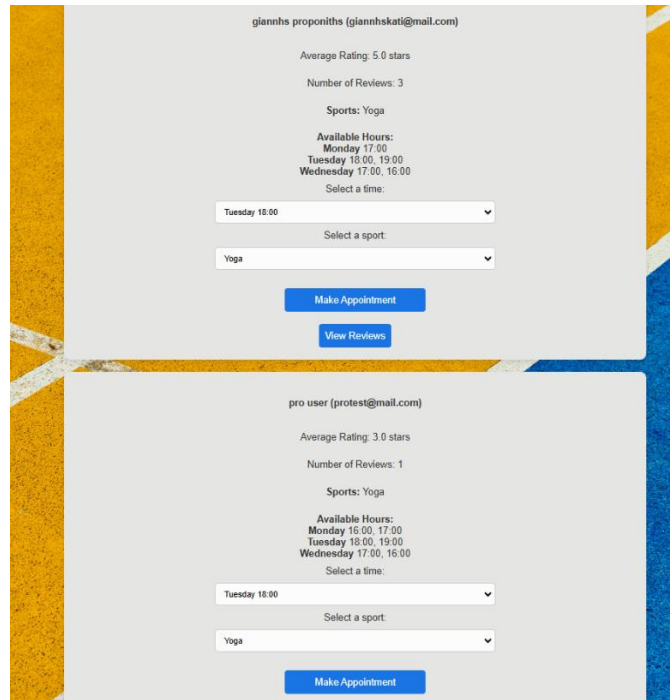 giannhs proponiths (giannhskati@mail.com)
Average Rating: 5.0 stars
Number of Reviews: 3
Sports: Yoga
Available Hours:
Monday 17:00
Tuesday 18:00, 19:00
Wednesday 17:00, 16:00
Select a time:
Tuesday 18:00
Select a sport:
Yoga
Make Appointment
View Reviews
pro user (protest@mail.com)
Average Rating: 3.0 stars
Number of Reviews: 1
Sports: Yoga
Available Hours:
Monday 16:00, 17:00
Tuesday 18:00, 19:00
Wednesday 17:00, 16:00
Select a time:
Tuesday 18:00
Select a sport:
Yoga
Make Appointment